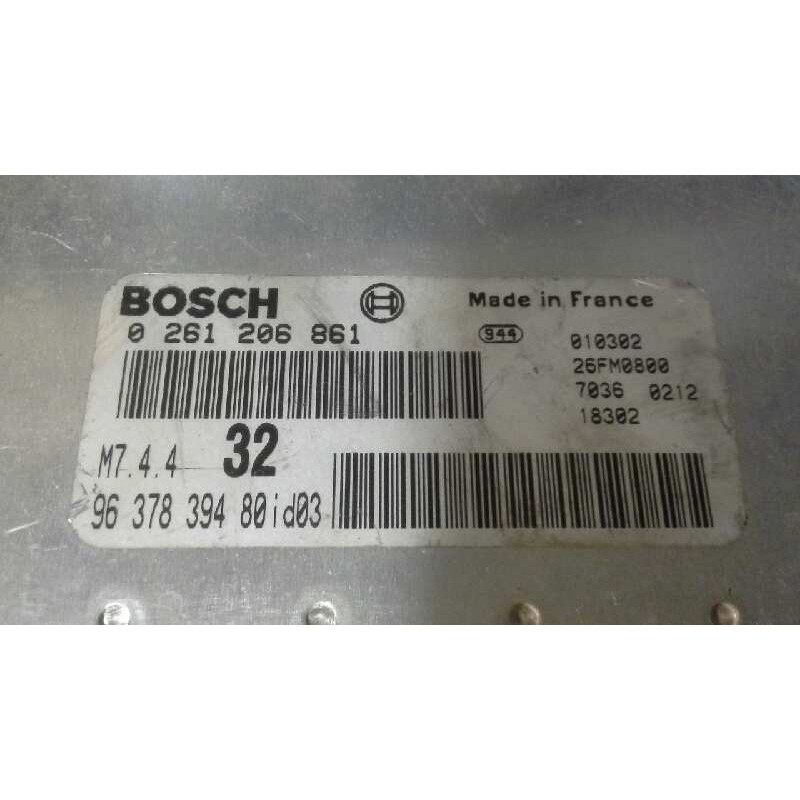 BOSCH
Made in France
0 261 206 861
944
010302
26FM0800
7036 0212
18302
M7.4.4 32
96 378 394 80id03